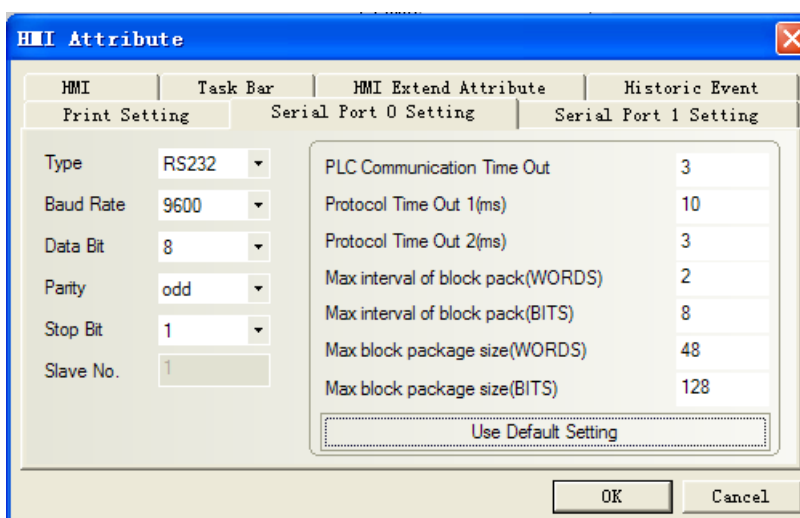 HMI Attribute
HMI Task Bar HMI Extend Attribute Historic Event
Print Setting Serial Port 0 Setting Serial Port 1 Setting
Type RS232
Baud Rate 9600
Data Bit 8
Parity odd
Stop Bit 1
Slave No. 1
PLC Communication Time Out 3
Protocol Time Out 1(ms) 10
Protocol Time Out 2(ms) 3
Max interval of block pack(WORDS) 2
Max interval of block pack(BITS) 8
Max block package size(WORDS) 48
Max block package size(BITS) 128
Use Default Setting
OK Cancel